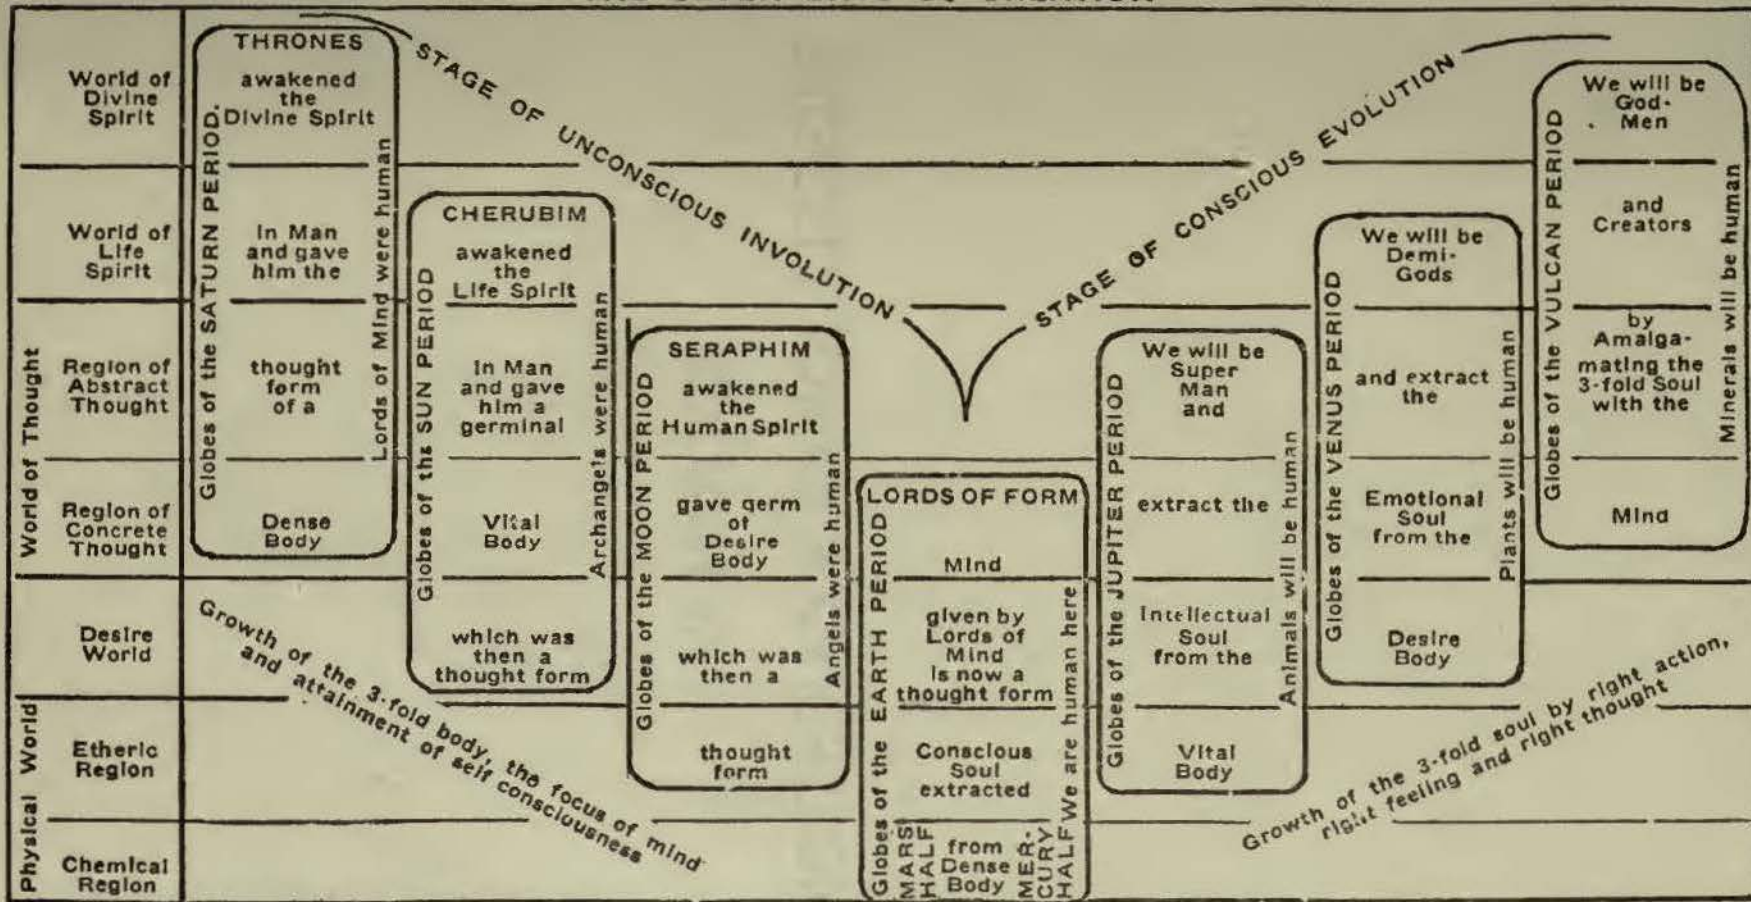 World of
Divine
Spirit
World of
Life
Spirit
World of Thought
Region of
Abstract
Thought
Region of
Concrete
Thought
Desire
World
Physical World
Etheric
Region
Chemical
Region
THRONES
awakened
the
Divine Spirit
In Man
and gave
him the
thought
form
of a
Dense
Body
Globes of the SATURN PERIOD.
Lords of Mind were human
CHERUBIM
awakened
the
Life Spirit
In Man
and gave
him a
germinal
Vital
Body
which was
then a
thought form
Globes of ths SUN PERIOD
Archangels were human
SERAPHIM
awakened
the
Human Spirit
gave germ
of
Desire
Body
which was
then a
thought
form
Globes of the MOON PERIOD
Angels were human
LORDS OF FORM
Mind
given by
Lords of
Mind
Is now a
thought form
Conscious
Soul
extracted
from
Dense
Body
Globes of the EARTH PERIOD
We are human here
MARS
HALF
MER-
CURY
HALF
We will be
Super
Man
and
extract the
Intellectual
Soul
from the
Vital
Body
Globes of the JUPITER PERIOD
Animals will be human
We will be
Demi-
Gods
and extract
the
Emotional
Soul
from the
Desire
Body
Globes of the VENUS PERIOD
Plants will be human
We will be
God-
Men
and
Creators
by
Amalga-
mating the
3-fold Soul
with the
Mind
Globes of the VULCAN PERIOD
Minerals will be human
STAGE OF UNCONSCIOUS INVOLUTION
STAGE OF CONSCIOUS EVOLUTION
Growth of the 3-fold body, the focus of mind
and attainment of self consciousness
Growth of the 3-fold soul by right action,
right feeling and right thought